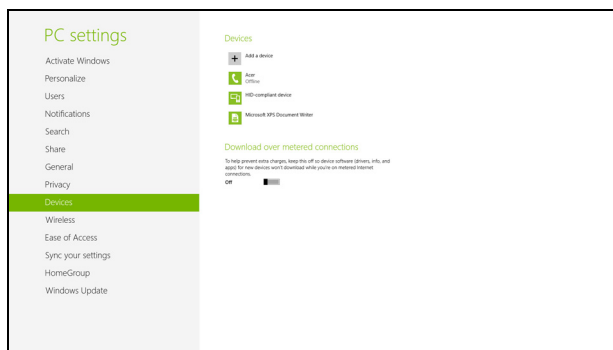 PC settings
Activate Windows
Personalize
Users
Notifications
Search
Share
General
Privacy
Devices
Wireless
Ease of Access
Sync your settings
HomeGroup
Windows Update
Devices
Add a device
Acer
Offline
HID-compliant device
Microsoft XPS Document Writer
Download over metered connections
To help prevent extra charges, keep this off so device software (drivers, info, and
apps) for new devices won't download while you're on metered Internet
connections.
Off